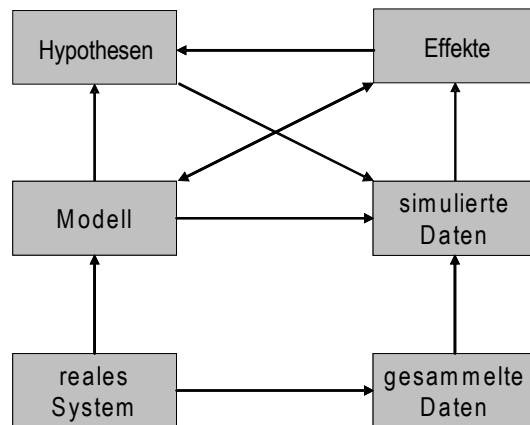 Hypothesen
Effekte
Modell
simulierte
Daten
reales
System
gesammelte
Daten